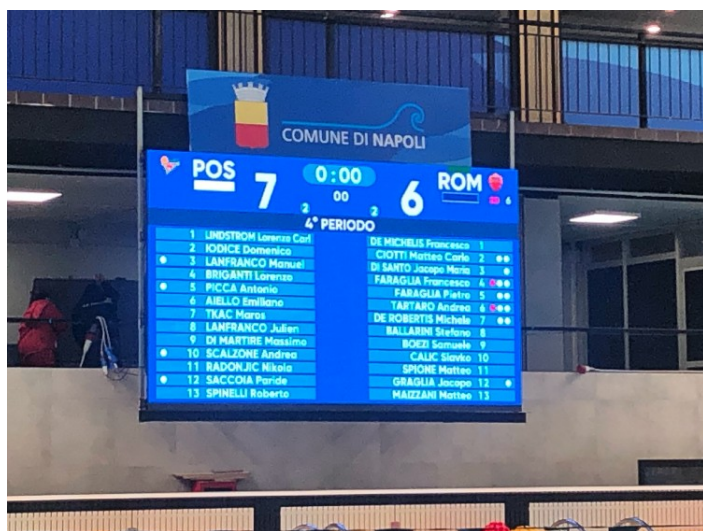 COMUNE DI NAPOLI
POS 7 0:00 6 ROM
00 6
2 2
4° PERIODO
1 LINDSTROM Lorenzo Carl DE MICHELIS Francesco 1
2 IODICE Domenico CIOTTI Matteo Carlo 2
3 LANFRANCO Manuel DI SANTO Jacopo Maria 3
4 BRIGANTI Lorenzo FARAGLIA Francesco 4
5 PICCA Antonio FARAGLIA Pietro 5
6 AIELLO Emiliano TARTARO Andrea 6
7 TKAC Maros DE ROBERTIS Michele 7
8 LANFRANCO Julien BALLARINI Stefano 8
9 DI MARTIRE Massimo BOEZI Samuele 9
10 SCALZONE Andrea CALIC Slavko 10
11 RADONJIC Nikola SPIONE Matteo 11
12 SACCOIA Paride GRAGLIA Jacopo 12
13 SPINELLI Roberto MAIZZANI Matteo 13